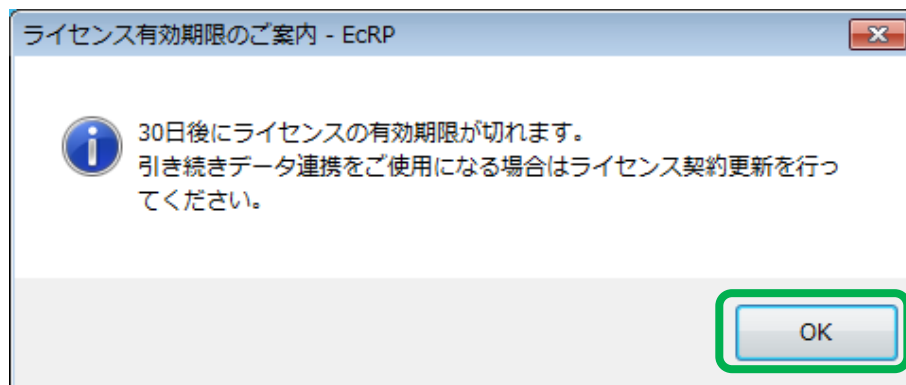 ライセンス有効期限のご案内 - EcRP
30日後にライセンスの有効期限が切れます。
引き続きデータ連携をご使用になる場合はライセンス契約更新を行っ
てください。
OK